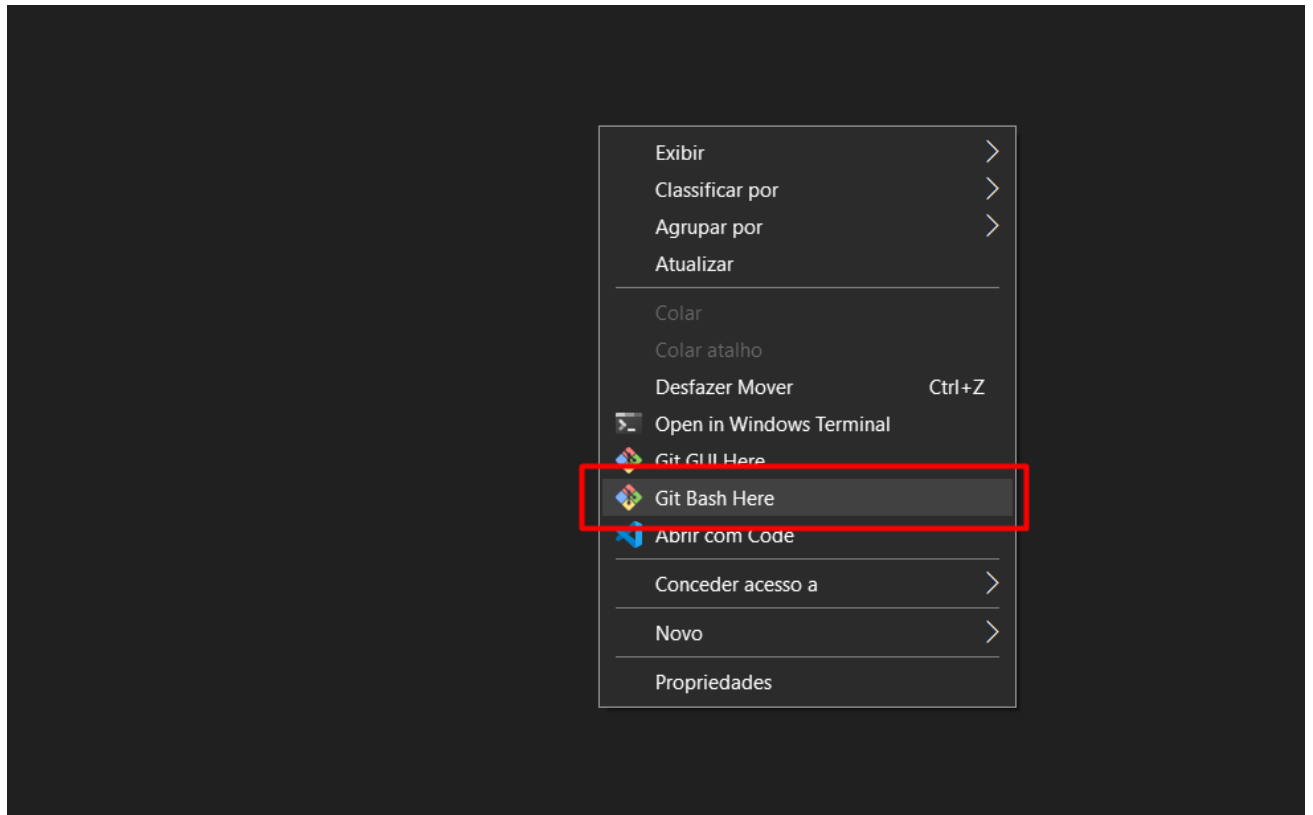 Exibir
Classificar por
Agrupar por
Atualizar
Colar
Colar atalho
Desfazer Mover Ctrl+Z
Open in Windows Terminal
Git GUI Here
Git Bash Here
Abrir com Code
Conceder acesso a
Novo
Propriedades